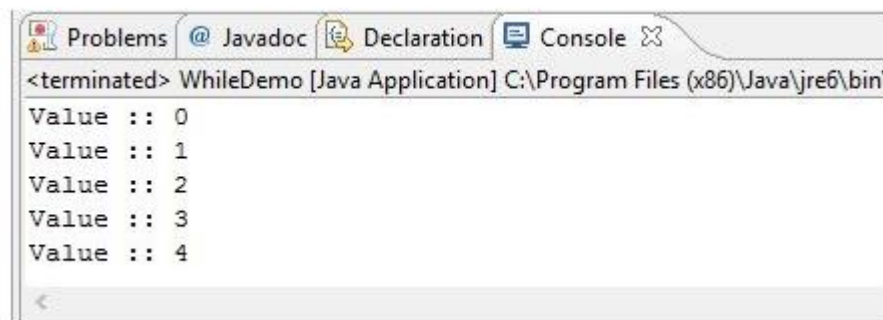 Problems @ Javadoc Declaration Console
<terminated> WhileDemo [Java Application] C:\Program Files (x86)\Java\jre6\bin\
Value :: 0
Value :: 1
Value :: 2
Value :: 3
Value :: 4